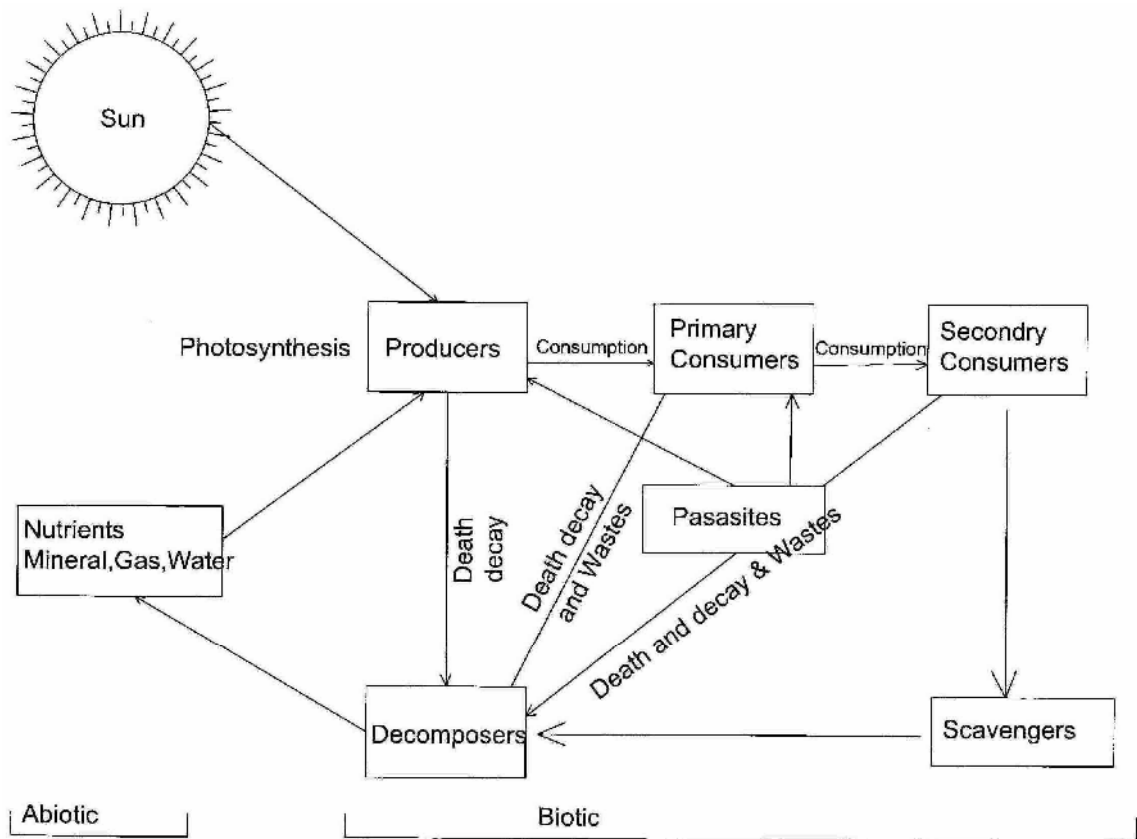 Sun
Photosynthesis
Producers
Consumption
Primary
Consumers
Consumption
Secondry
Consumers
Nutrients
Mineral,Gas,Water
Death
decay
Death decay
and Wastes
Pasasites
Death and decay & Wastes
Decomposers
Scavengers
Abiotic
Biotic